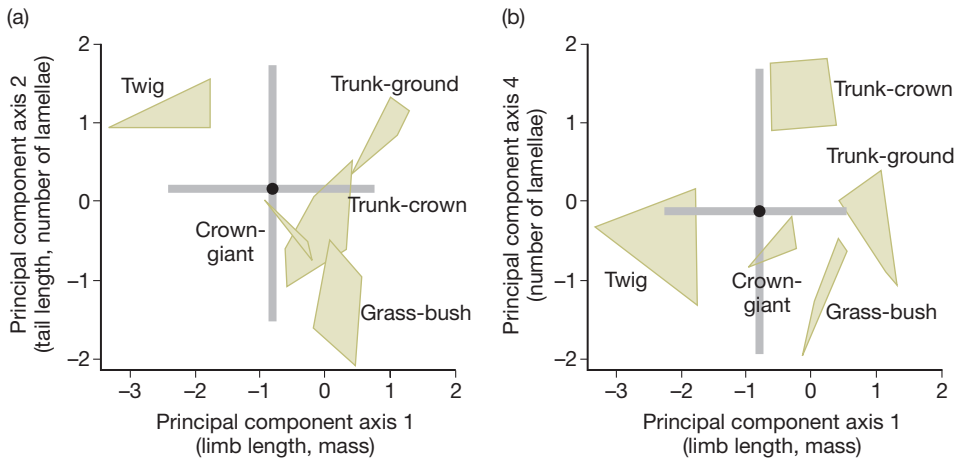 (a)
Principal component axis 2
(tail length, number of lamellae)
2
1
0
−1
−2
Twig
Trunk-ground
Trunk-crown
Crown-
giant
Grass-bush
−3
−2
−1
0
1
2
Principal component axis 1
(limb length, mass)
(b)
Principal component axis 4
(number of lamellae)
2
1
0
−1
−2
Trunk-crown
Trunk-ground
Twig
Crown-
giant
Grass-bush
−3
−2
−1
0
1
2
Principal component axis 1
(limb length, mass)